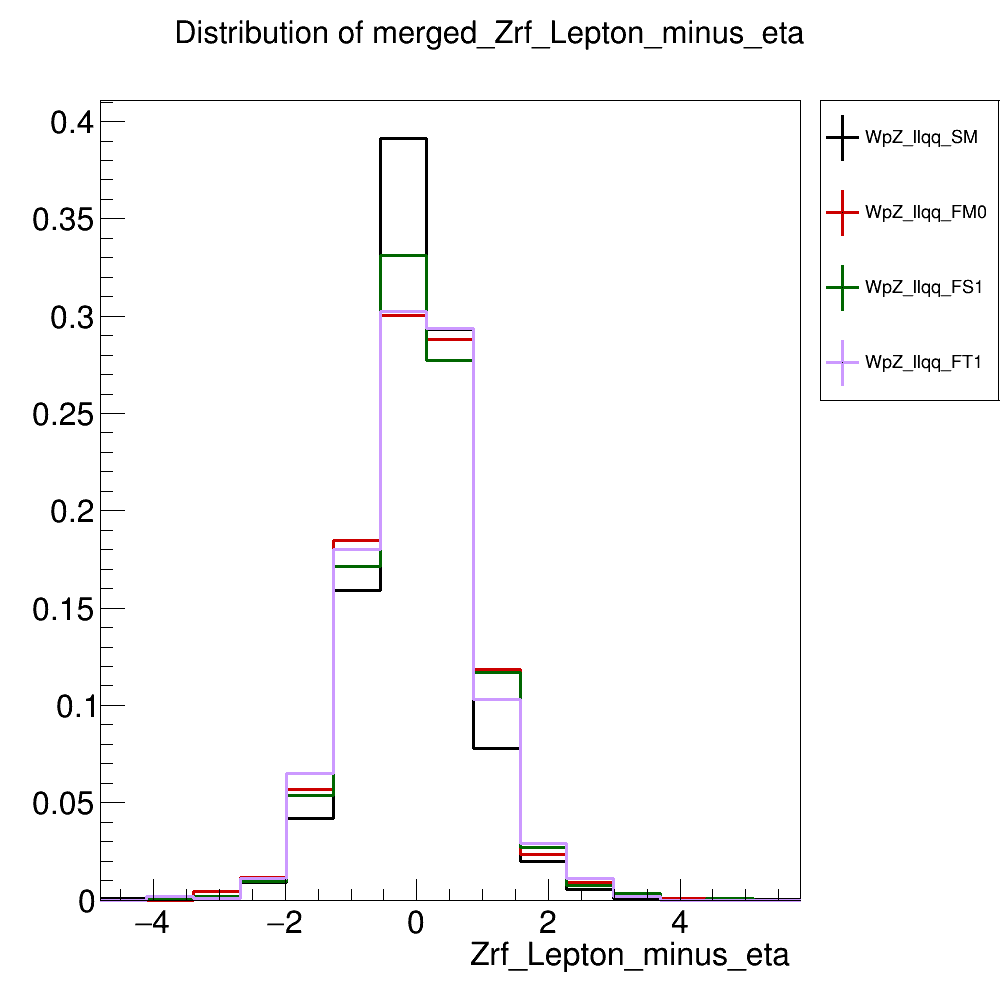 Distribution of merged_Zrf_Lepton_minus_eta
0.4
0.35
0.3
0.25
0.2
0.15
0.1
0.05
0
−4
−2
0
2
4
Zrf_Lepton_minus_eta
WpZ_llqq_SM
WpZ_llqq_FM0
WpZ_llqq_FS1
WpZ_llqq_FT1